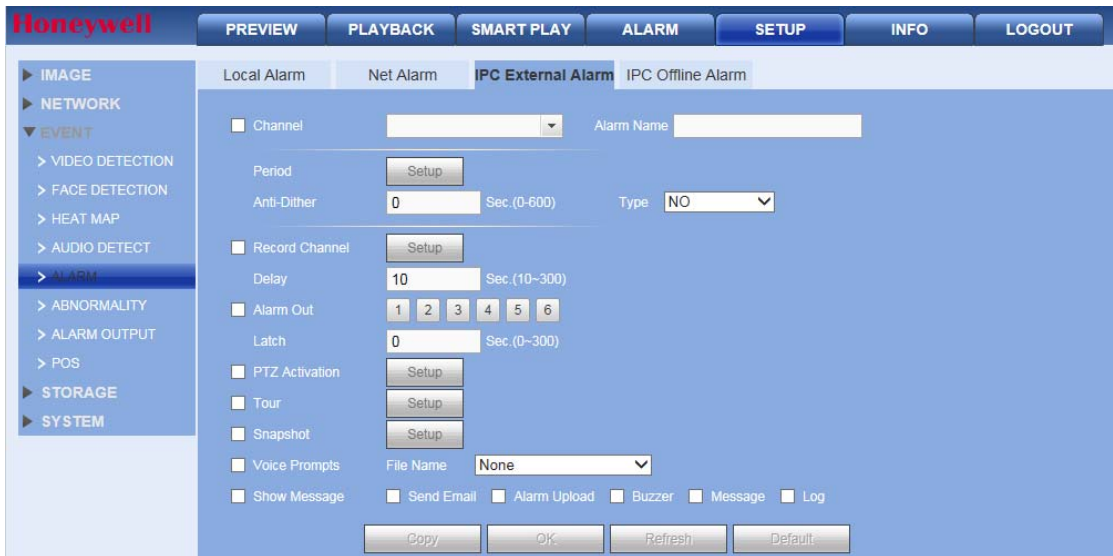 Honeywell
PREVIEW PLAYBACK SMART PLAY ALARM SETUP INFO LOGOUT
IMAGE
NETWORK
EVENT
> VIDEO DETECTION
> FACE DETECTION
> HEAT MAP
> AUDIO DETECT
> ALARM
> ABNORMALITY
> ALARM OUTPUT
> POS
STORAGE
SYSTEM
Local Alarm Net Alarm IPC External Alarm IPC Offline Alarm
Channel Alarm Name
Period Setup
Anti-Dither 0 Sec.(0-600) Type NO
Record Channel Setup
Delay 10 Sec.(10~300)
Alarm Out 1 2 3 4 5 6
Latch 0 Sec.(0~300)
PTZ Activation Setup
Tour Setup
Snapshot Setup
Voice Prompts File Name None
Show Message Send Email Alarm Upload Buzzer Message Log
Copy OK Refresh Default